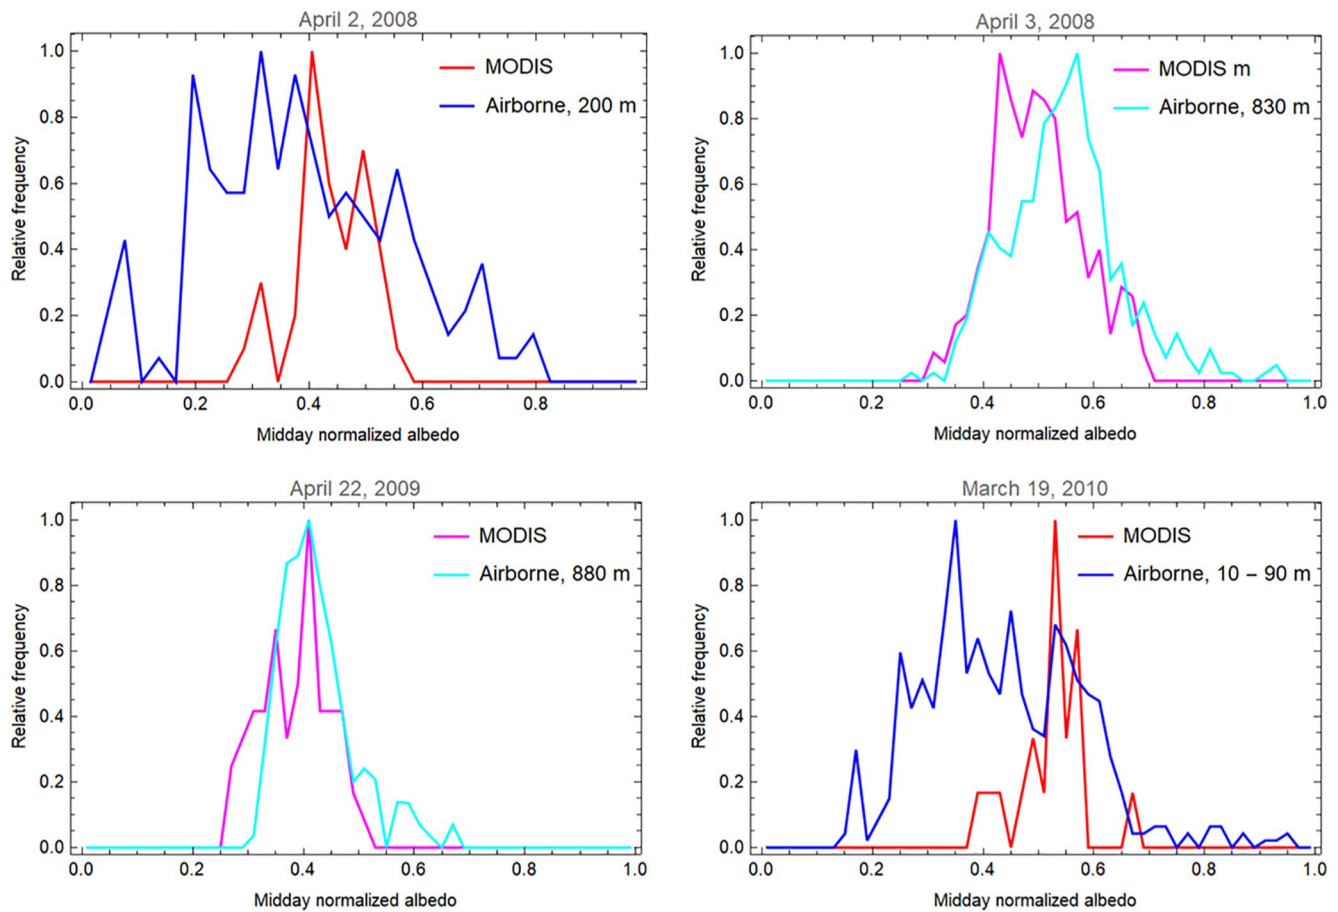 April 2, 2008
1.0
0.8
0.6
0.4
0.2
0.0
Relative frequency
MODIS
Airborne, 200 m
0.0 0.2 0.4 0.6 0.8
Midday normalized albedo
April 3, 2008
1.0
0.8
0.6
0.4
0.2
0.0
Relative frequency
MODIS m
Airborne, 830 m
0.0 0.2 0.4 0.6 0.8 1.0
Midday normalized albedo
April 22, 2009
1.0
0.8
0.6
0.4
0.2
0.0
Relative frequency
MODIS
Airborne, 880 m
0.0 0.2 0.4 0.6 0.8 1.0
Midday normalized albedo
March 19, 2010
1.0
0.8
0.6
0.4
0.2
0.0
Relative frequency
MODIS
Airborne, 10 – 90 m
0.0 0.2 0.4 0.6 0.8 1.0
Midday normalized albedo